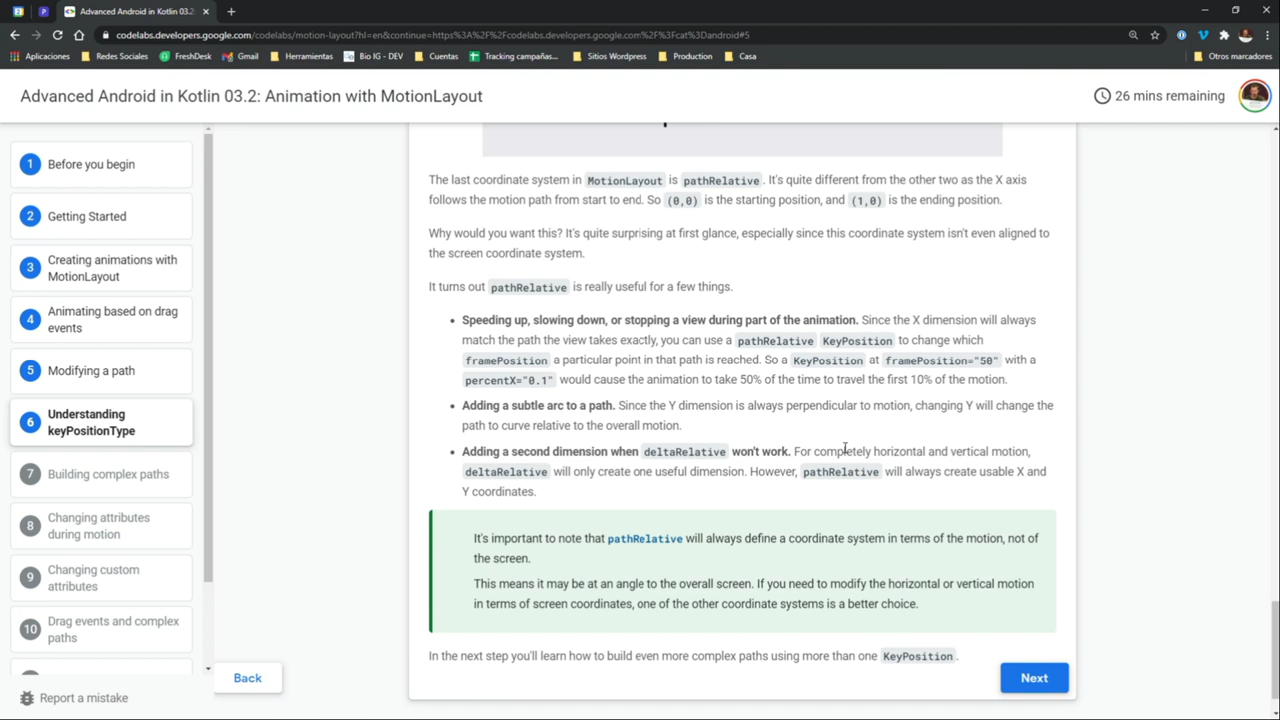 Advanced Android in Kotlin 03.2
codelabs.developers.google.com/codelabs/motion-layout?hl=en&continue=https%3A%2F%2Fcodelabs.developers.google.com%2F%3Fcat%3Dandroid#5
Aplicaciones Redes Sociales FreshDesk Gmail Herramientas Bio IG - DEV Cuentas Tracking campañas... Sitios Wordpress Production Casa Otros marcadores
Advanced Android in Kotlin 03.2: Animation with MotionLayout
26 mins remaining
1 Before you begin
2 Getting Started
3 Creating animations with
MotionLayout
4 Animating based on drag
events
5 Modifying a path
6 Understanding
keyPositionType
7 Building complex paths
8 Changing attributes
during motion
9 Changing custom
attributes
10 Drag events and complex
paths
Report a mistake
The last coordinate system in MotionLayout is pathRelative. It's quite different from the other two as the X axis
follows the motion path from start to end. So (0,0) is the starting position, and (1,0) is the ending position.
Why would you want this? It's quite surprising at first glance, especially since this coordinate system isn't even aligned to
the screen coordinate system.
It turns out pathRelative is really useful for a few things.
• Speeding up, slowing down, or stopping a view during part of the animation. Since the X dimension will always
match the path the view takes exactly, you can use a pathRelative KeyPosition to change which
framePosition a particular point in that path is reached. So a KeyPosition at framePosition="50" with a
percentX="0.1" would cause the animation to take 50% of the time to travel the first 10% of the motion.
• Adding a subtle arc to a path. Since the Y dimension is always perpendicular to motion, changing Y will change the
path to curve relative to the overall motion.
• Adding a second dimension when deltaRelative won't work. For completely horizontal and vertical motion,
deltaRelative will only create one useful dimension. However, pathRelative will always create usable X and
Y coordinates.
It's important to note that pathRelative will always define a coordinate system in terms of the motion, not of
the screen.
This means it may be at an angle to the overall screen. If you need to modify the horizontal or vertical motion
in terms of screen coordinates, one of the other coordinate systems is a better choice.
In the next step you'll learn how to build even more complex paths using more than one KeyPosition.
Back
Next